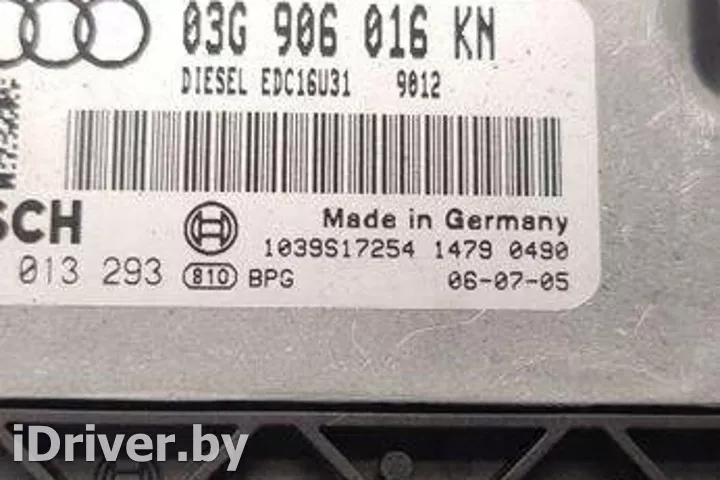 03G 906 016 KN
DIESEL EDC16U31 9012
Made in Germany
1039S17254 1479 0490
013 293 810 BPG 06-07-05
iDriver.by